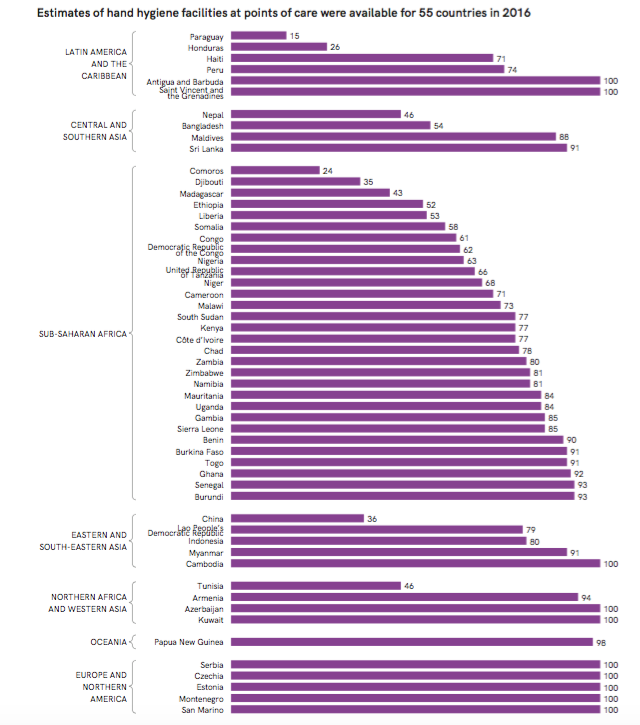 Estimates of hand hygiene facilities at points of care were available for 55 countries in 2016
LATIN AMERICA
AND THE
CARIBBEAN
Paraguay 15
Honduras 26
Haiti 71
Peru 74
Antigua and Barbuda 100
Saint Vincent and
the Grenadines 100
CENTRAL AND
SOUTHERN ASIA
Nepal 46
Bangladesh 54
Maldives 88
Sri Lanka 91
SUB-SAHARAN AFRICA
Comoros 24
Djibouti 35
Madagascar 43
Ethiopia 52
Liberia 53
Somalia 58
Congo 61
Democratic Republic
of the Congo 62
Nigeria 63
United Republic
of Tanzania 66
Niger 68
Cameroon 71
Malawi 73
South Sudan 77
Kenya 77
Côte d'Ivoire 77
Chad 78
Zambia 80
Zimbabwe 81
Namibia 81
Mauritania 84
Uganda 84
Gambia 85
Sierra Leone 85
Benin 90
Burkina Faso 91
Togo 91
Ghana 92
Senegal 93
Burundi 93
EASTERN AND
SOUTH-EASTERN ASIA
China 36
Lao People's
Democratic Republic 79
Indonesia 80
Myanmar 91
Cambodia 100
NORTHERN AFRICA
AND WESTERN ASIA
Tunisia 46
Armenia 94
Azerbaijan 100
Kuwait 100
OCEANIA
Papua New Guinea 98
EUROPE AND
NORTHERN
AMERICA
Serbia 100
Czechia 100
Estonia 100
Montenegro 100
San Marino 100